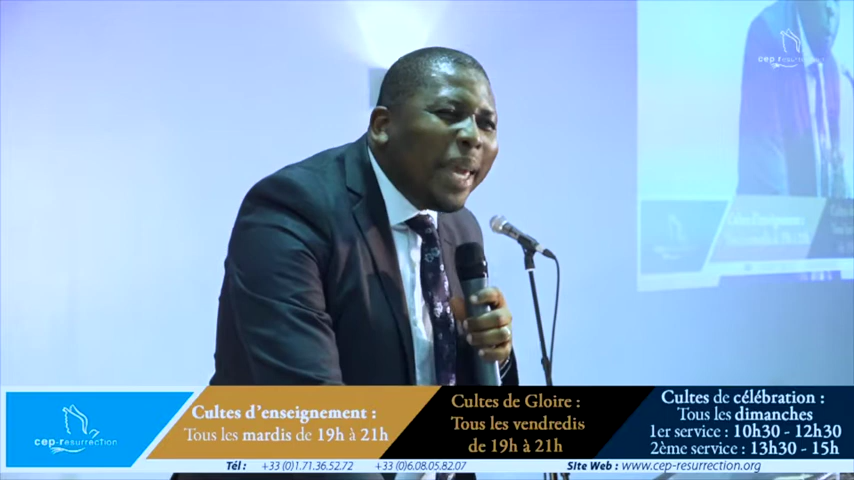 cep-resurrection
cep-resurrection
Cultes d'enseignement :
Tous les mardis de 19h à 21h
Cultes de Gloire :
Tous les vendredis
de 19h à 21h
Cultes de célébration :
Tous les dimanches
1er service : 10h30 - 12h30
2ème service : 13h30 - 15h
Tél : +33 (0)1.71.36.52.72 +33 (0)6.08.05.82.07 Site Web : www.cep-resurrection.org